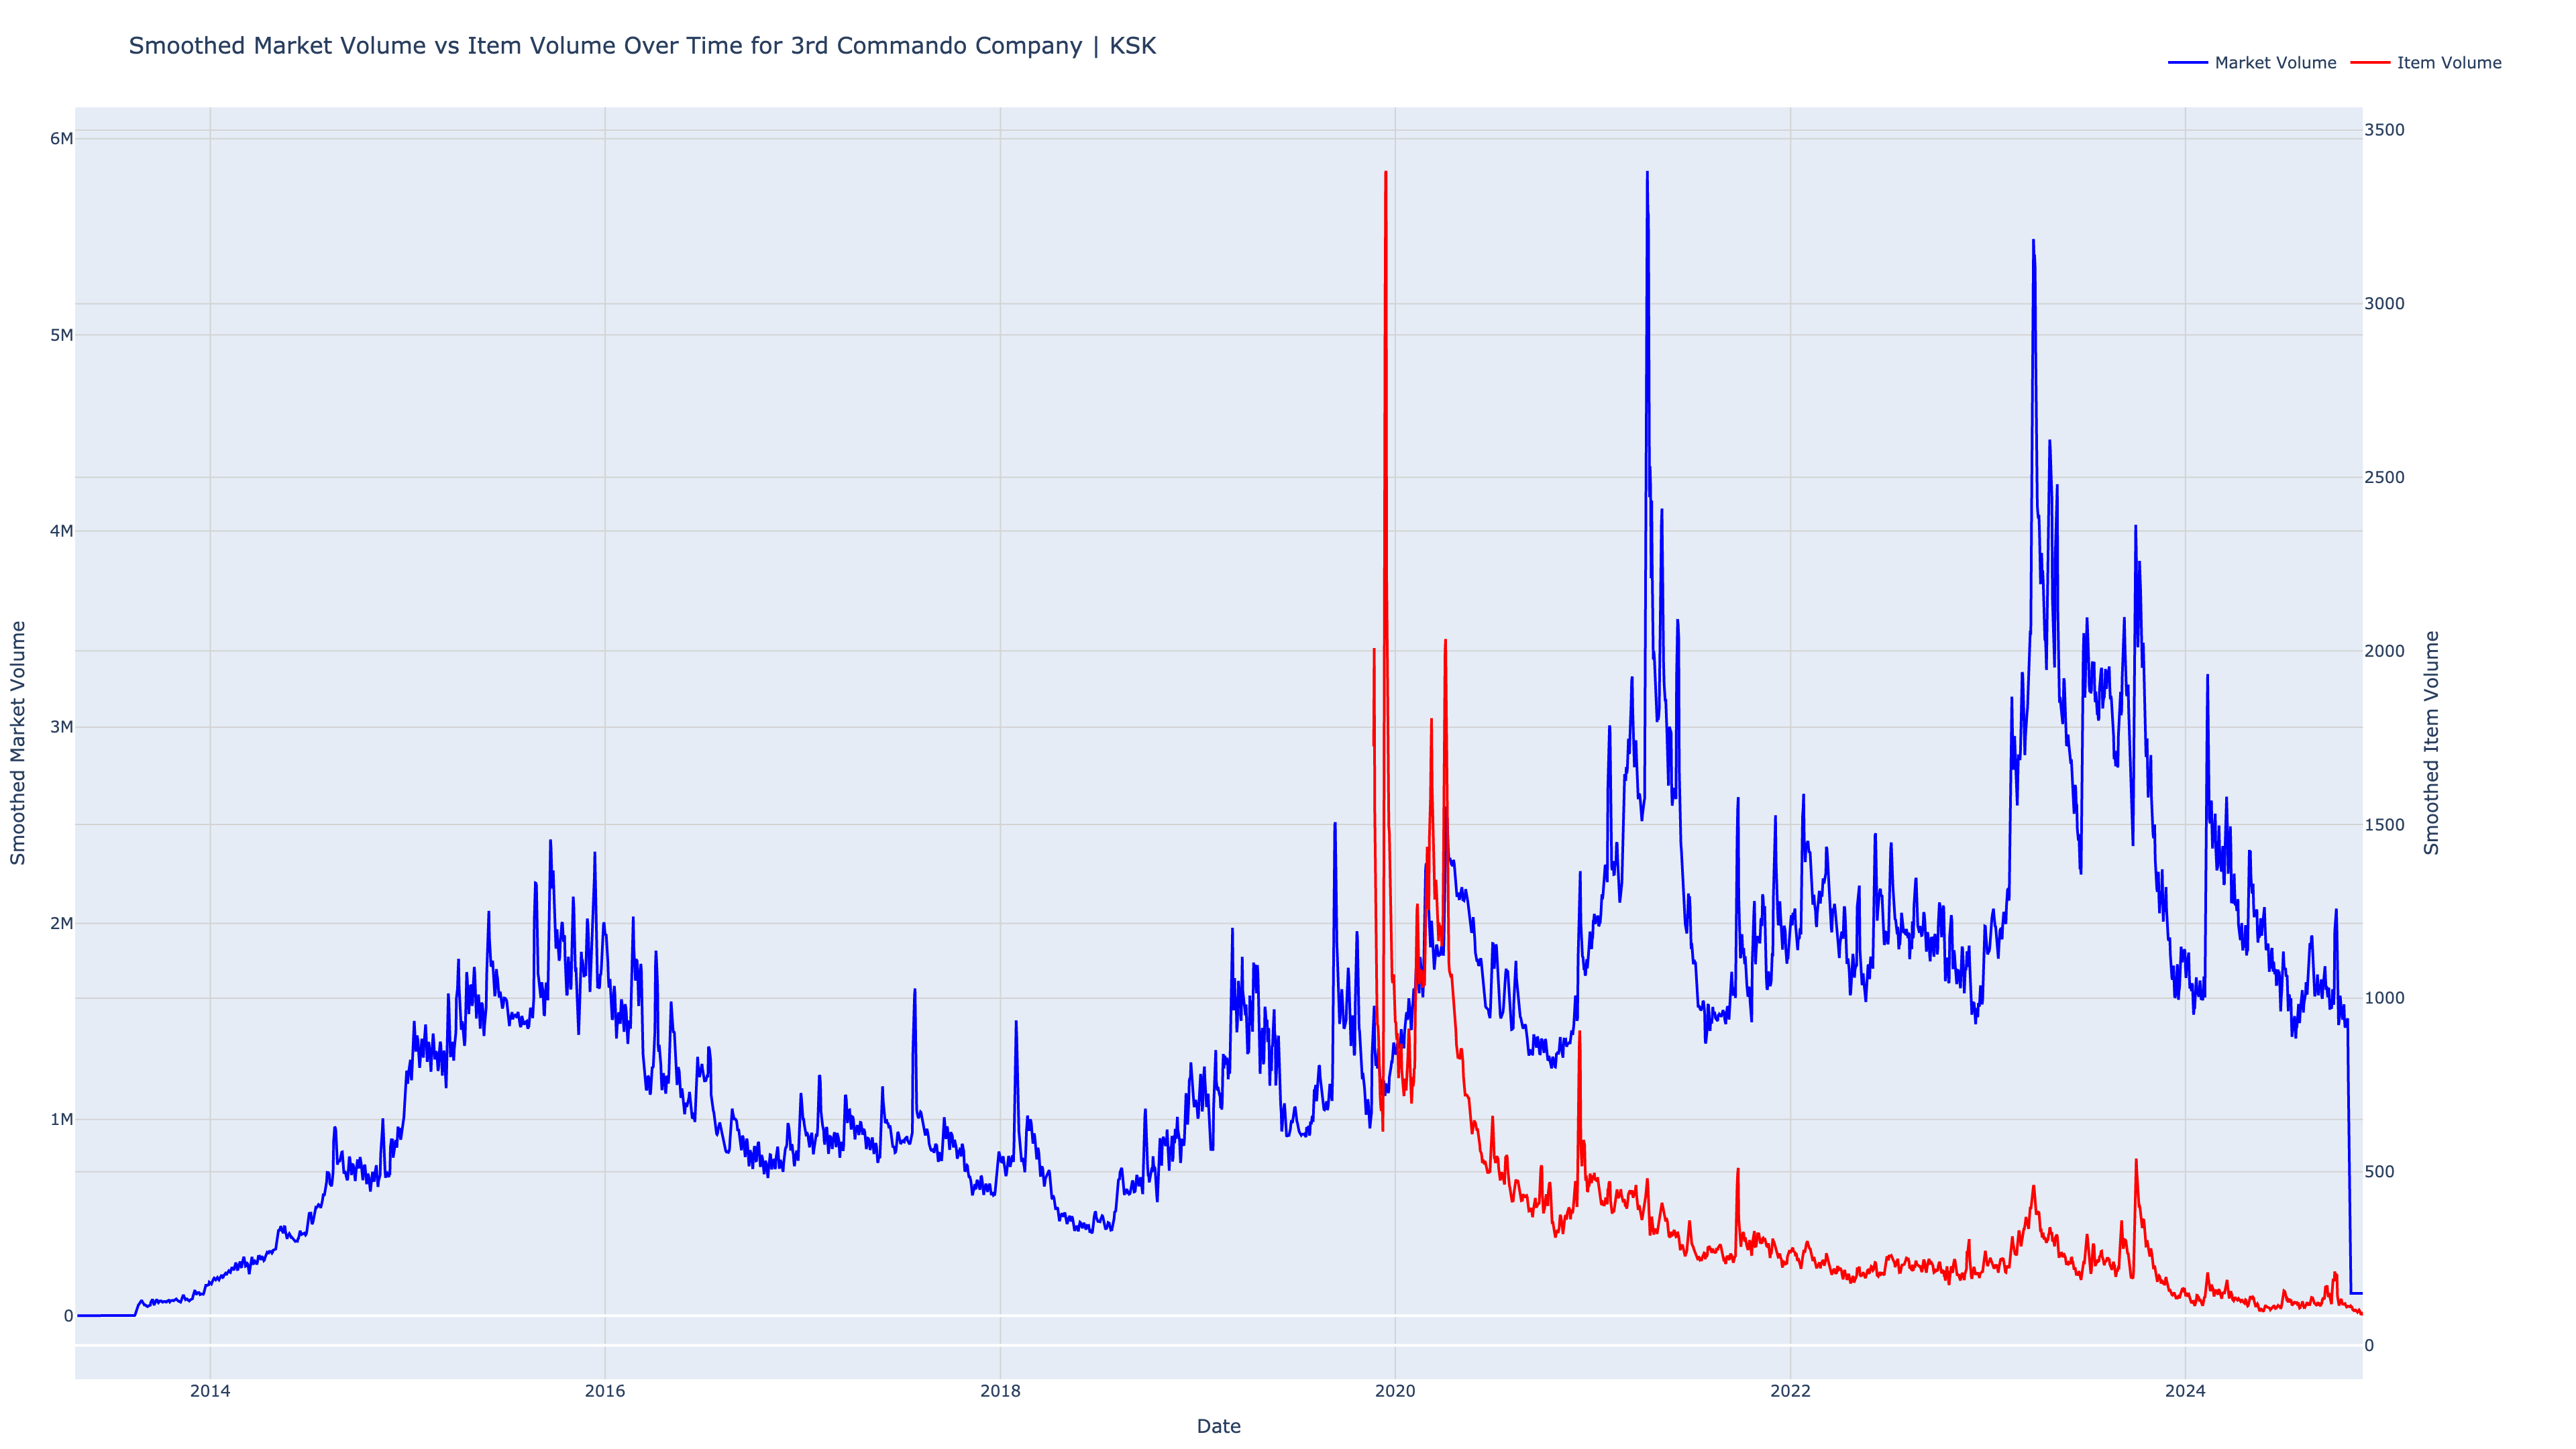 Smoothed Market Volume vs Item Volume Over Time for 3rd Commando Company | KSK
Market Volume
Item Volume
6M
5M
4M
3M
2M
1M
0
Smoothed Market Volume
3500
3000
2500
2000
1500
1000
500
0
Smoothed Item Volume
2014
2016
2018
2020
2022
2024
Date